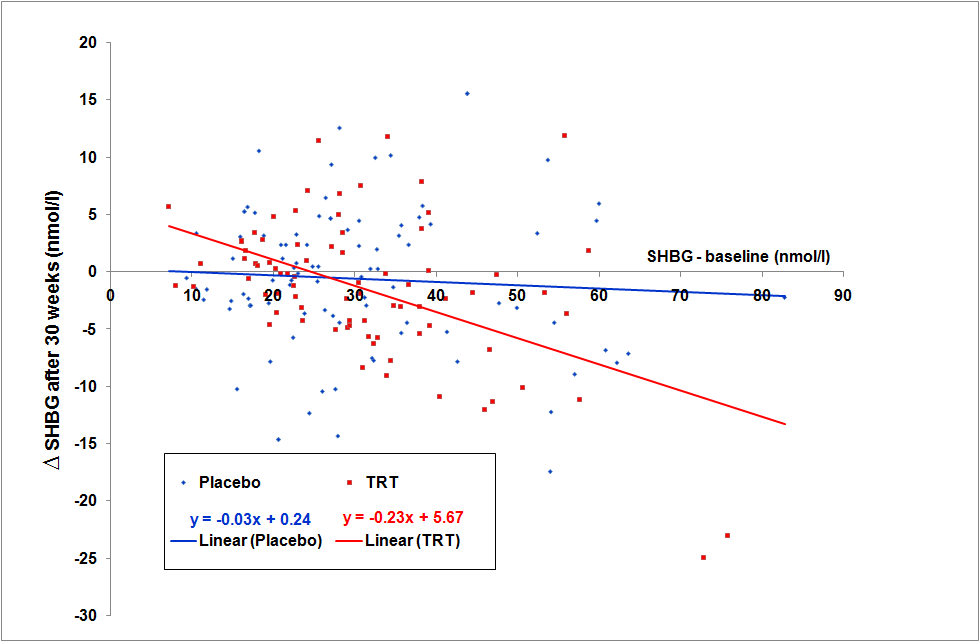 20
15
10
5
0
-5
-10
-15
-20
-25
-30
Δ SHBG after 30 weeks (nmol/l)
SHBG - baseline (nmol/l)
0 10 20 30 40 50 60 70 80 90
Placebo TRT
y = -0.03x + 0.24 y = -0.23x + 5.67
Linear (Placebo) Linear (TRT)